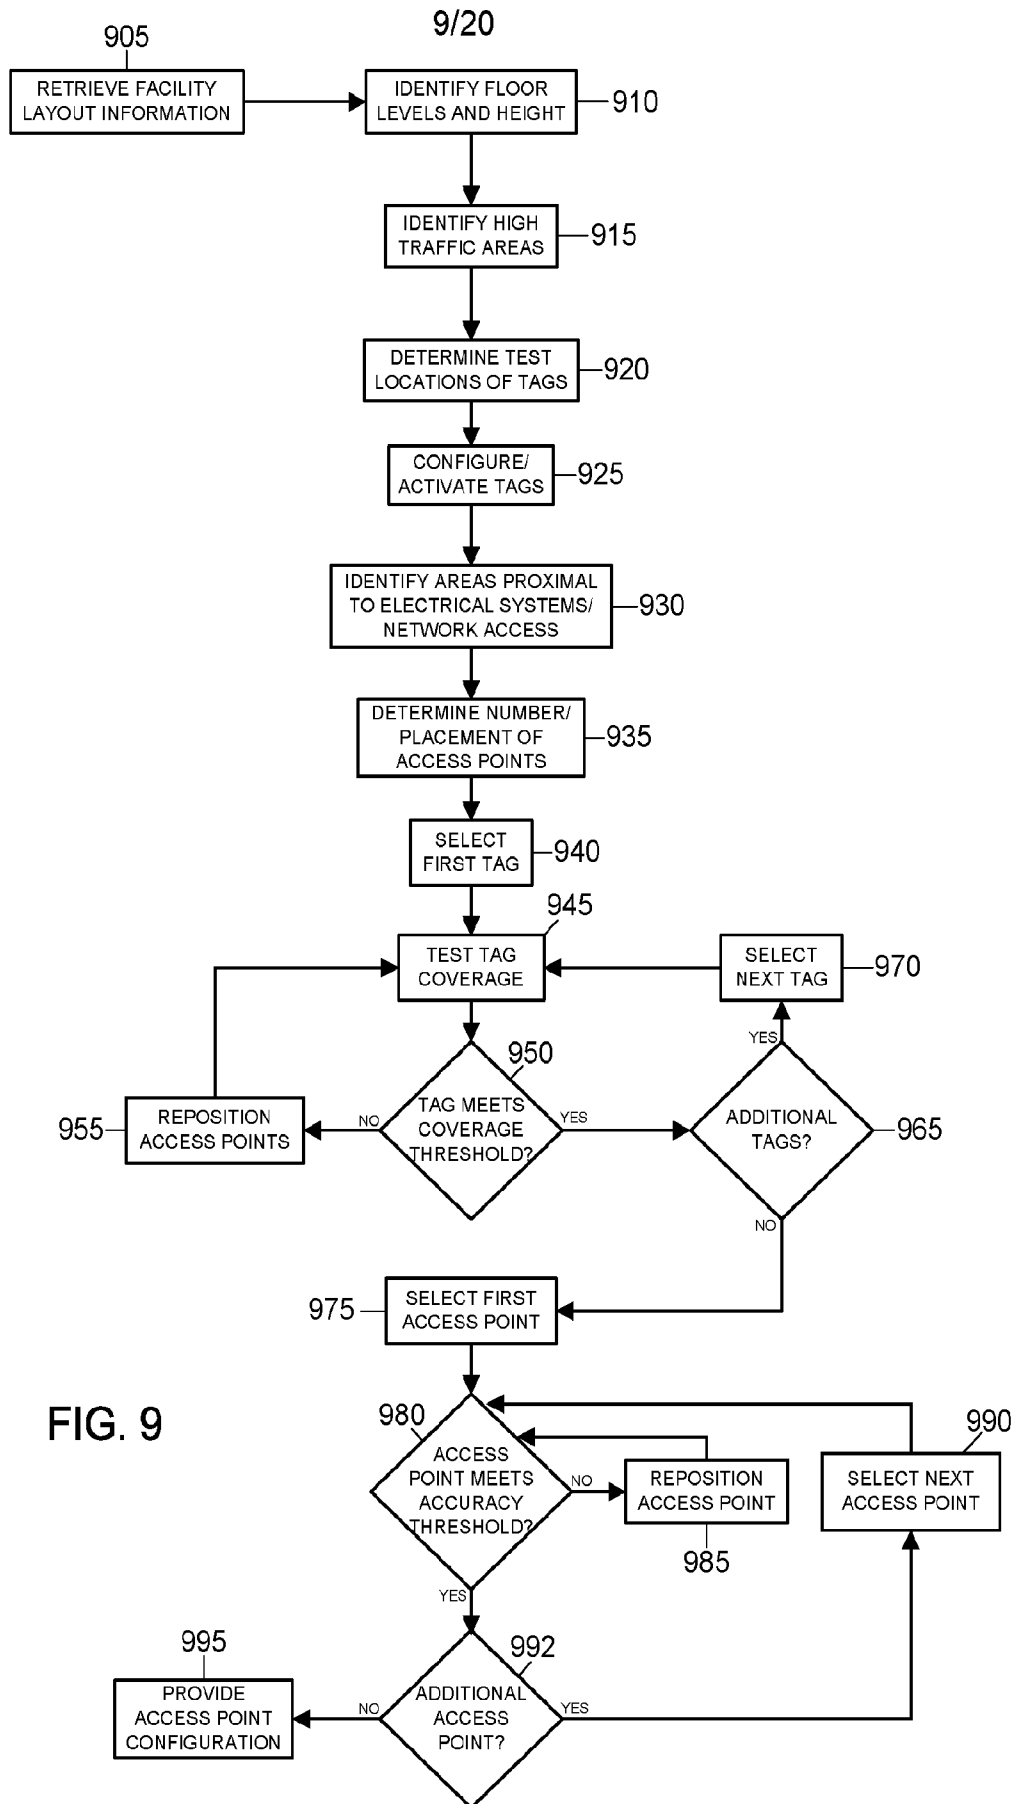 9/20
905
RETRIEVE FACILITY
LAYOUT INFORMATION
IDENTIFY FLOOR
LEVELS AND HEIGHT
910
IDENTIFY HIGH
TRAFFIC AREAS
915
DETERMINE TEST
LOCATIONS OF TAGS
920
CONFIGURE/
ACTIVATE TAGS
925
IDENTIFY AREAS PROXIMAL
TO ELECTRICAL SYSTEMS/
NETWORK ACCESS
930
DETERMINE NUMBER/
PLACEMENT OF
ACCESS POINTS
935
SELECT
FIRST TAG
940
945
TEST TAG
COVERAGE
SELECT
NEXT TAG
970
YES
950
955
REPOSITION
ACCESS POINTS
NO
TAG MEETS
COVERAGE
THRESHOLD?
YES
ADDITIONAL
TAGS?
965
NO
975
SELECT FIRST
ACCESS POINT
FIG. 9
980
ACCESS
POINT MEETS
ACCURACY
THRESHOLD?
NO
REPOSITION
ACCESS POINT
985
990
SELECT NEXT
ACCESS POINT
YES
995
PROVIDE
ACCESS POINT
CONFIGURATION
NO
992
ADDITIONAL
ACCESS
POINT?
YES